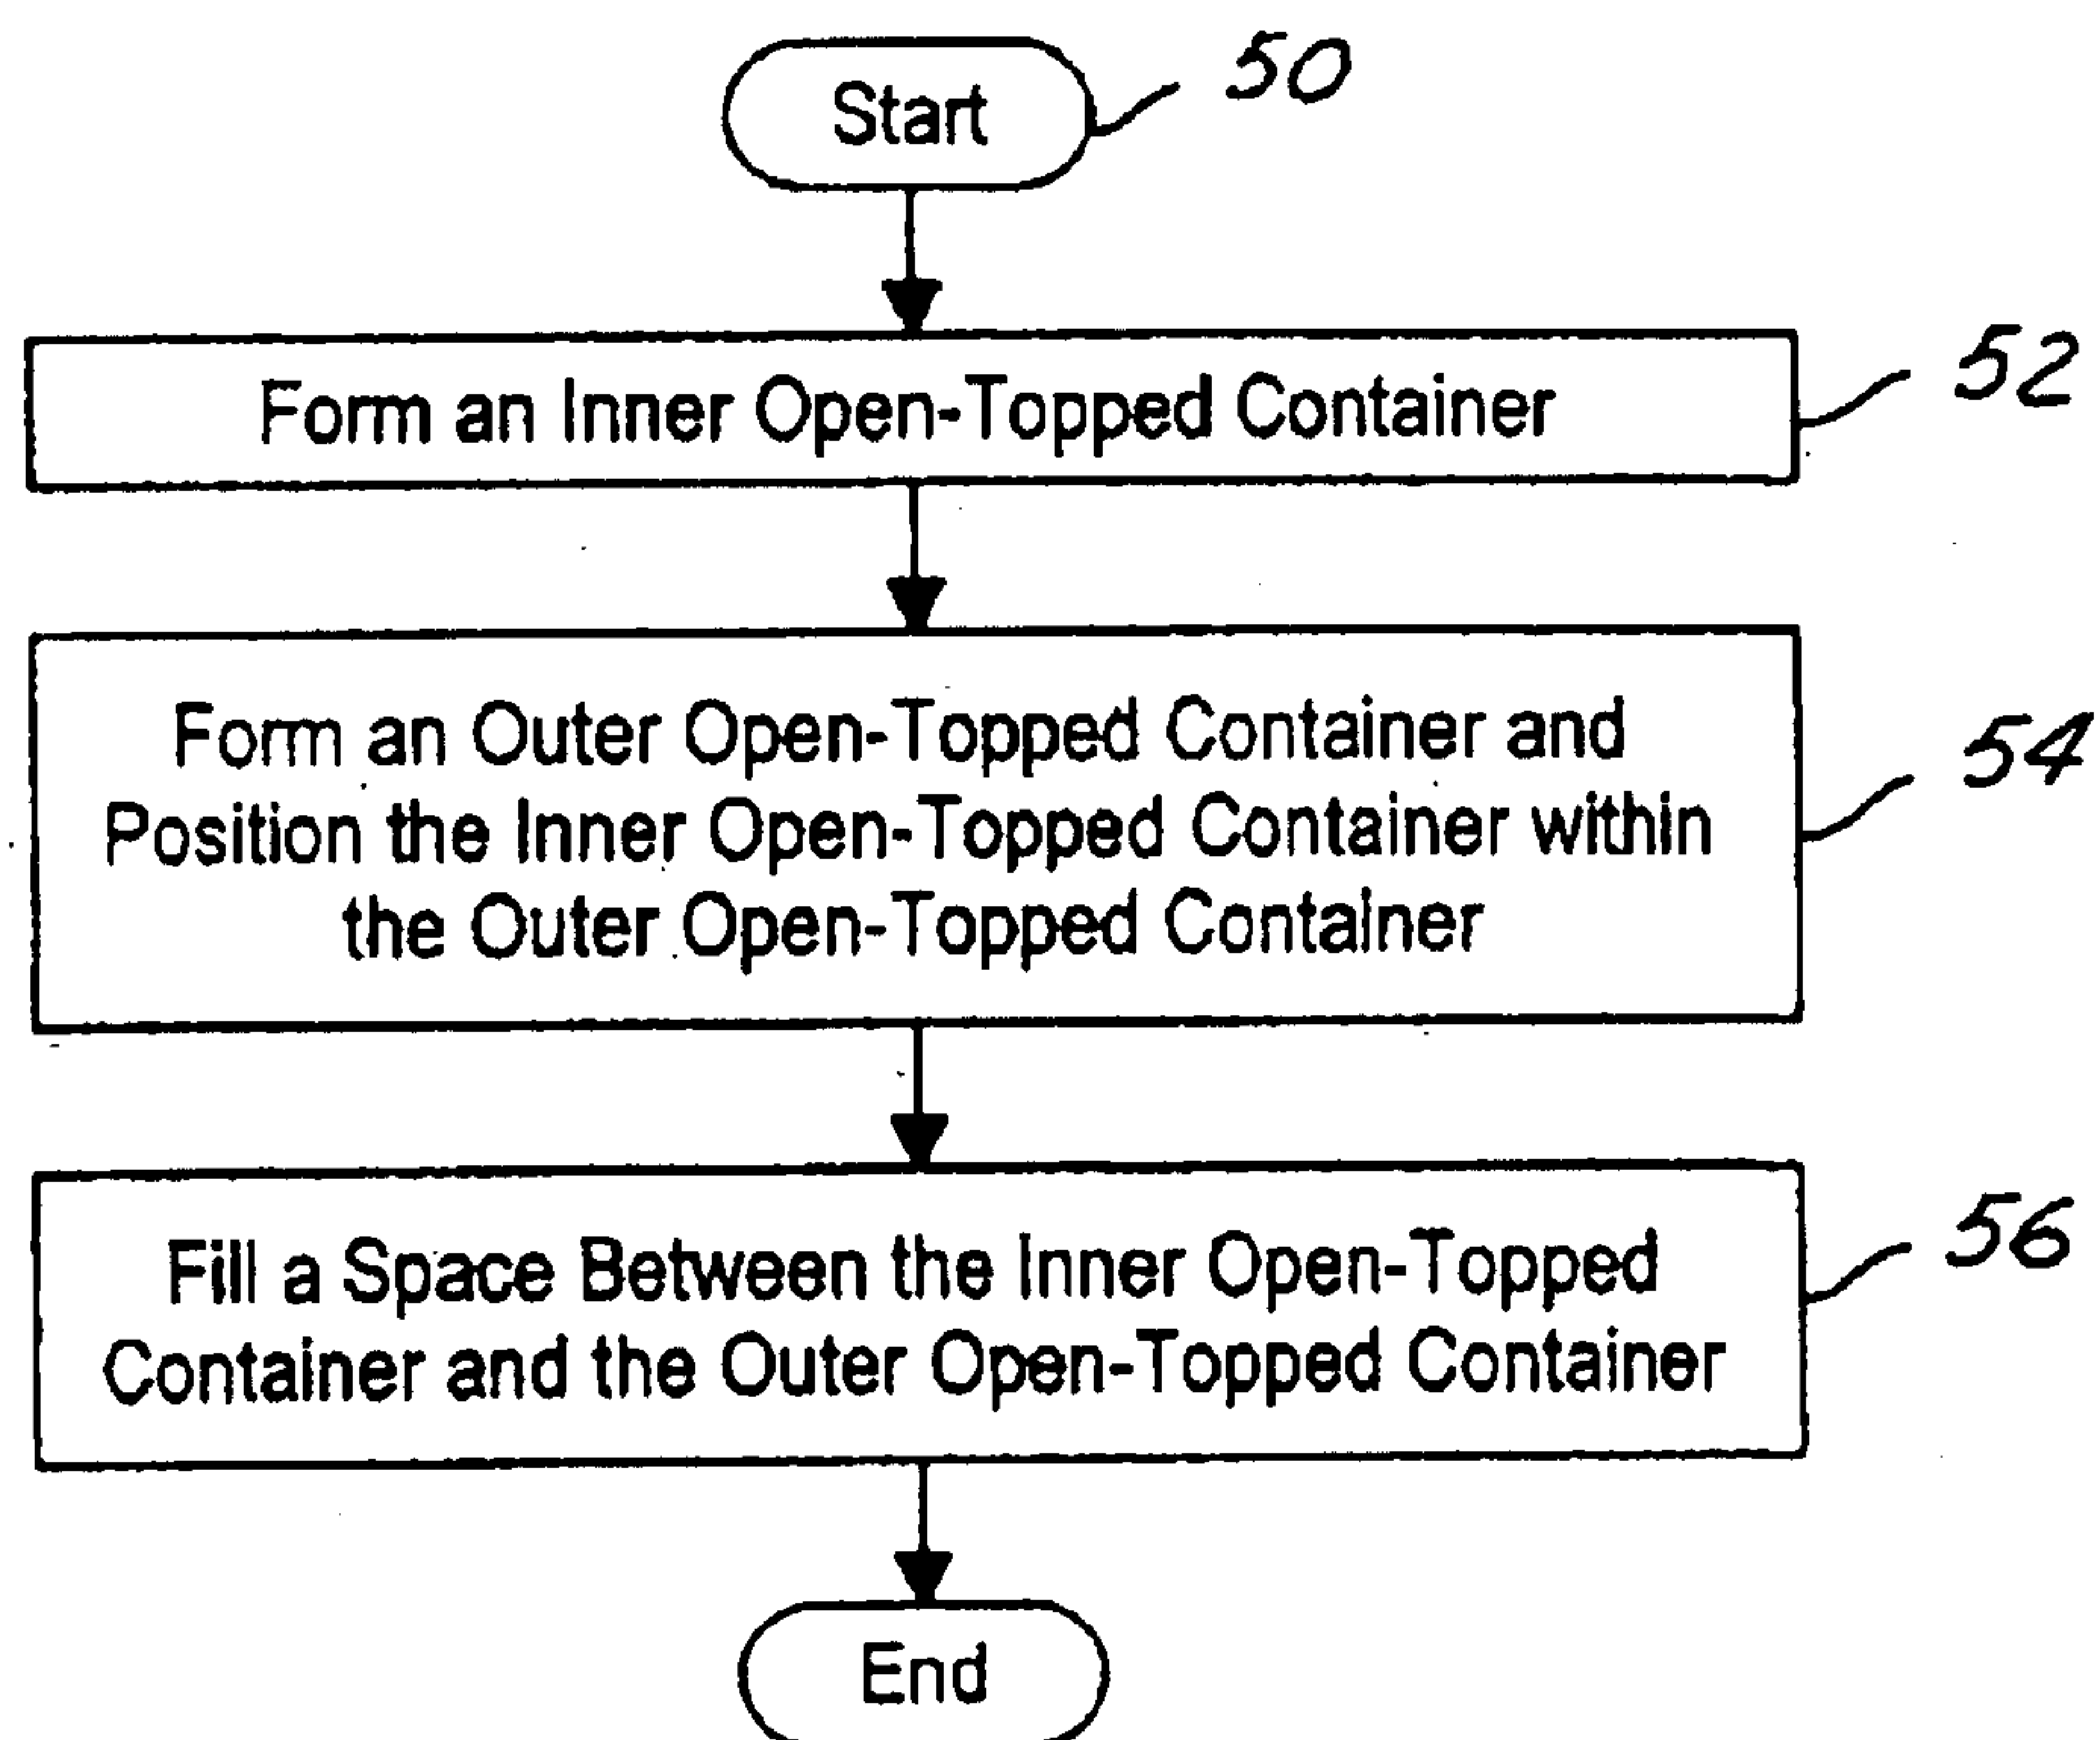 Start
50
Form an Inner Open-Topped Container
52
Form an Outer Open-Topped Container and
Position the Inner Open-Topped Container within
the Outer Open-Topped Container
54
Fill a Space Between the Inner Open-Topped
Container and the Outer Open-Topped Container
56
End